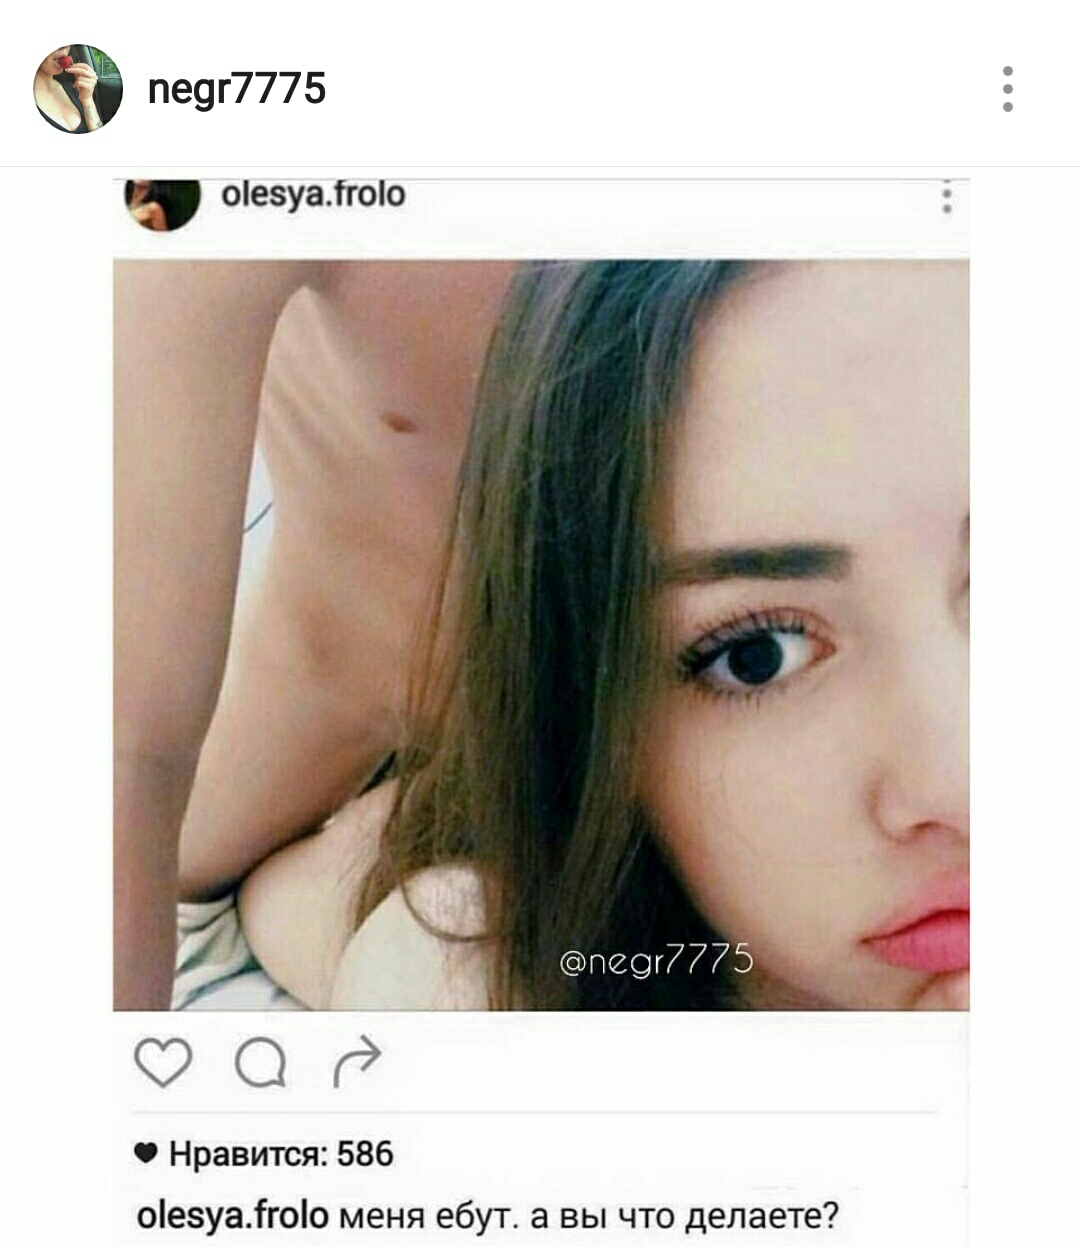 negr7775
olesya.frolo
@negr7775
Нравится: 586
olesya.frolo меня ебут. а вы что делаете?